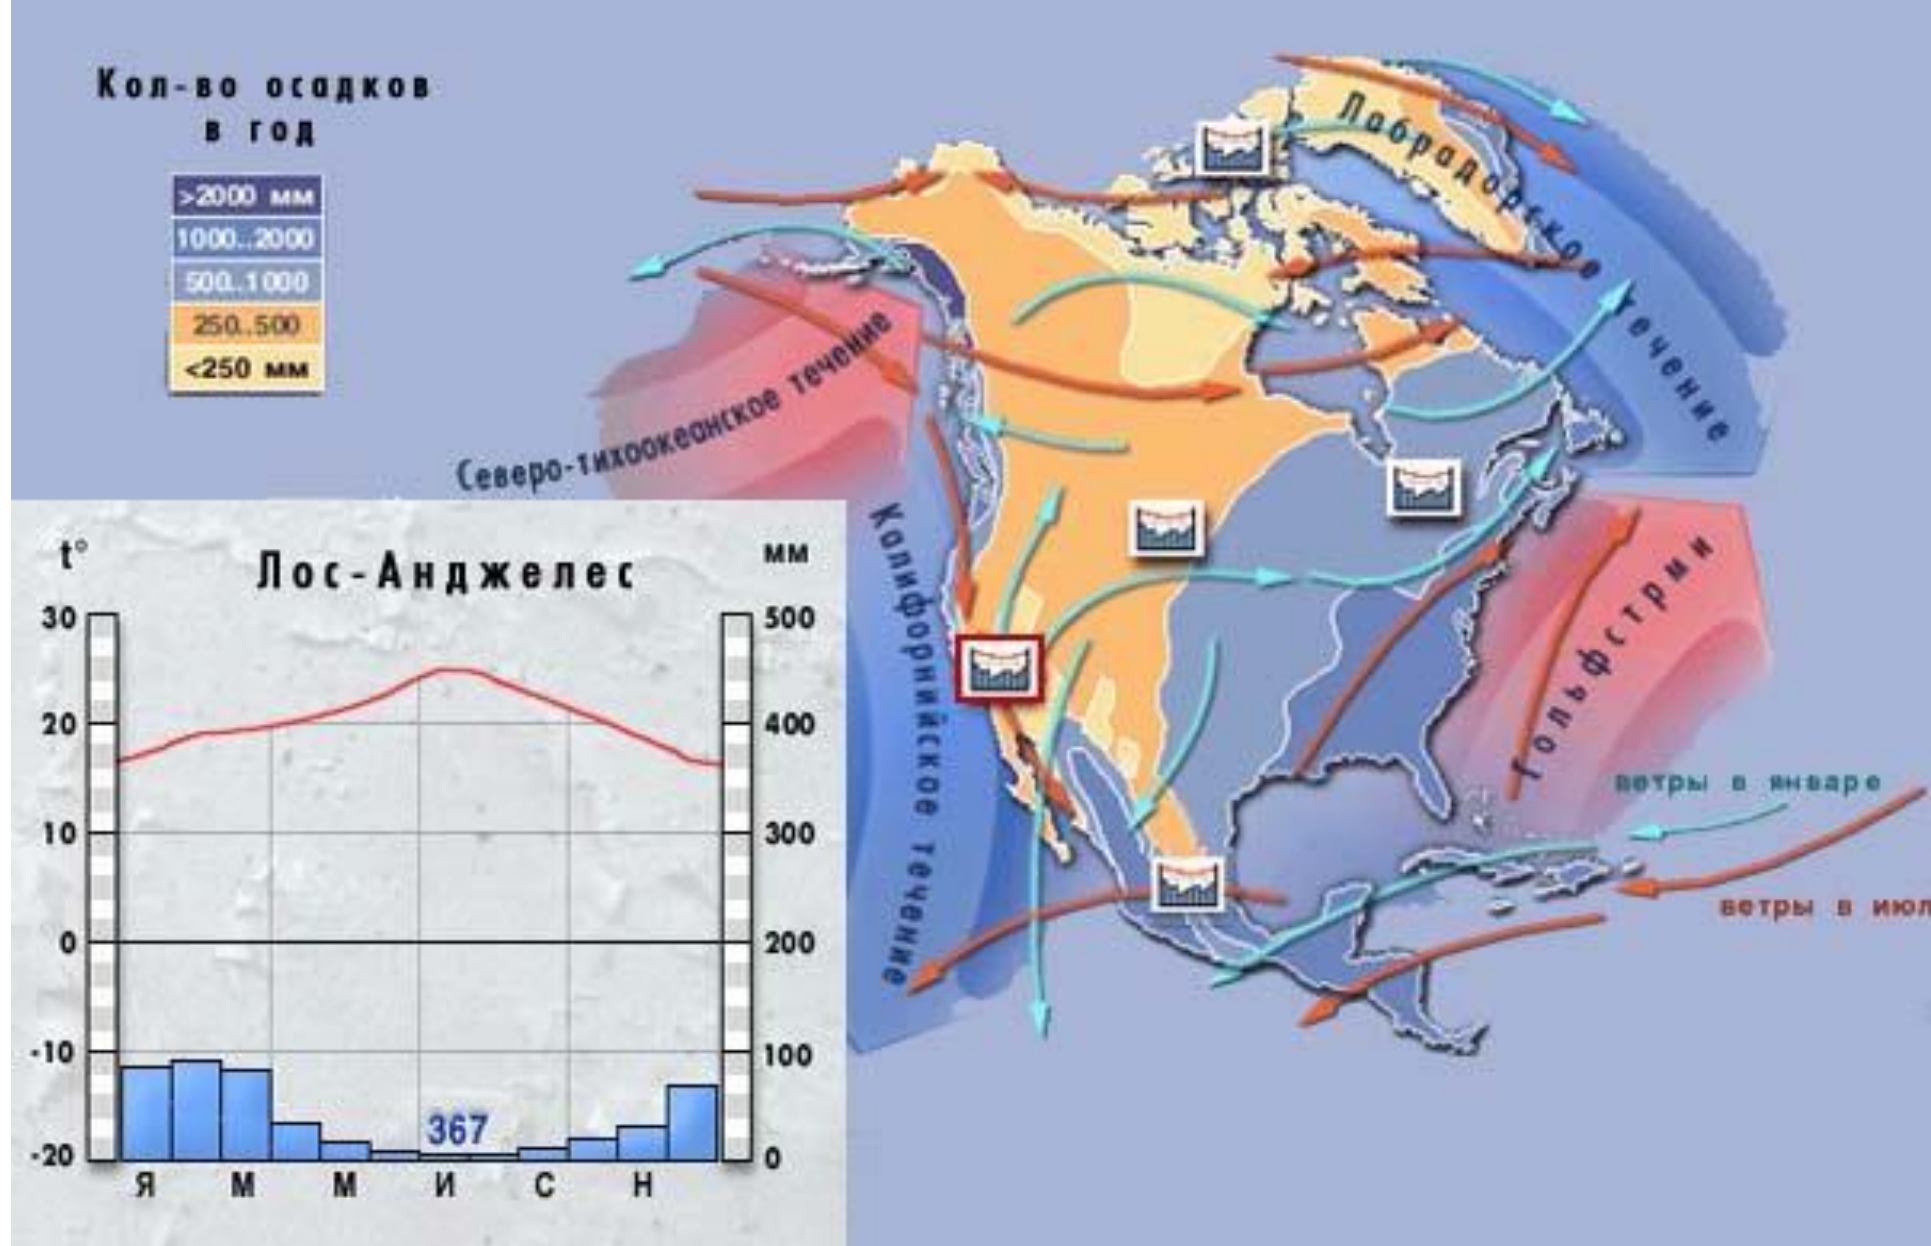 Кол-во осадков
в год
>2000 мм
1000..2000
500..1000
250..500
<250 мм
Лабрадорское течение
Северо-тихоокеанское течение
Калифорнийское течение
Гольфстрми
ветры в январе
ветры в июл
t°
Лос-Анджелес
мм
30
500
20
400
10
300
0
200
-10
100
367
-20
0
Я М М И С Н